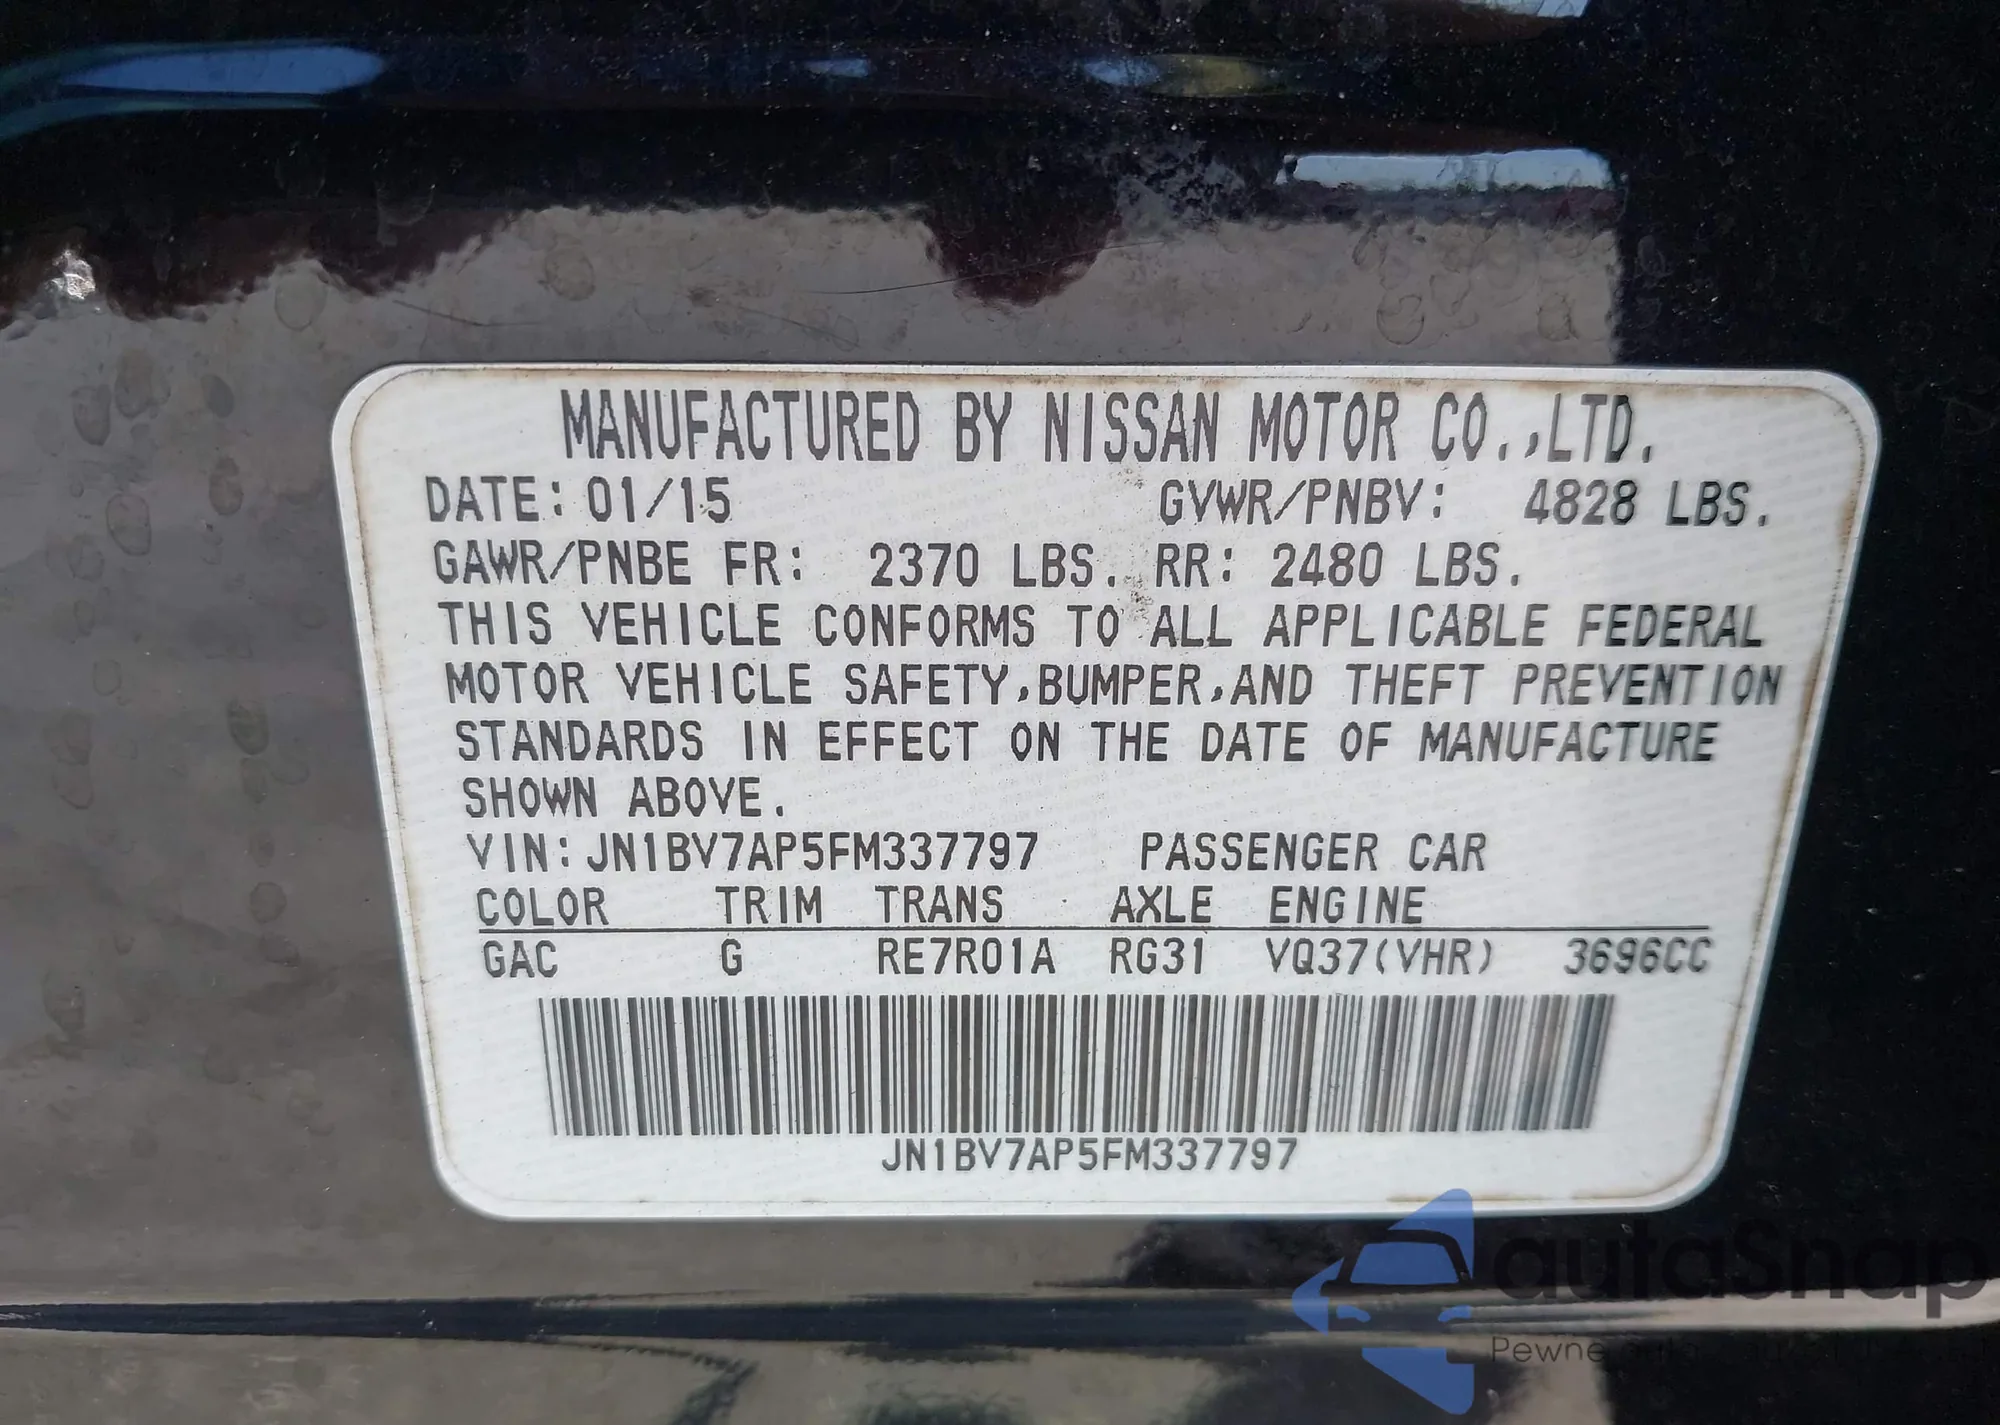 MANUFACTURED BY NISSAN MOTOR CO.,LTD.
DATE: 01/15 GVWR/PNBV: 4828 LBS.
GAWR/PNBE FR: 2370 LBS. RR: 2480 LBS.
THIS VEHICLE CONFORMS TO ALL APPLICABLE FEDERAL
MOTOR VEHICLE SAFETY,BUMPER,AND THEFT PREVENTION
STANDARDS IN EFFECT ON THE DATE OF MANUFACTURE
SHOWN ABOVE.
VIN:JN1BV7AP5FM337797 PASSENGER CAR
COLOR TRIM TRANS AXLE ENGINE
GAC G RE7R01A RG31 VQ37(VHR) 3696CC
JN1BV7AP5FM337797
autoSnap
Pewne auto